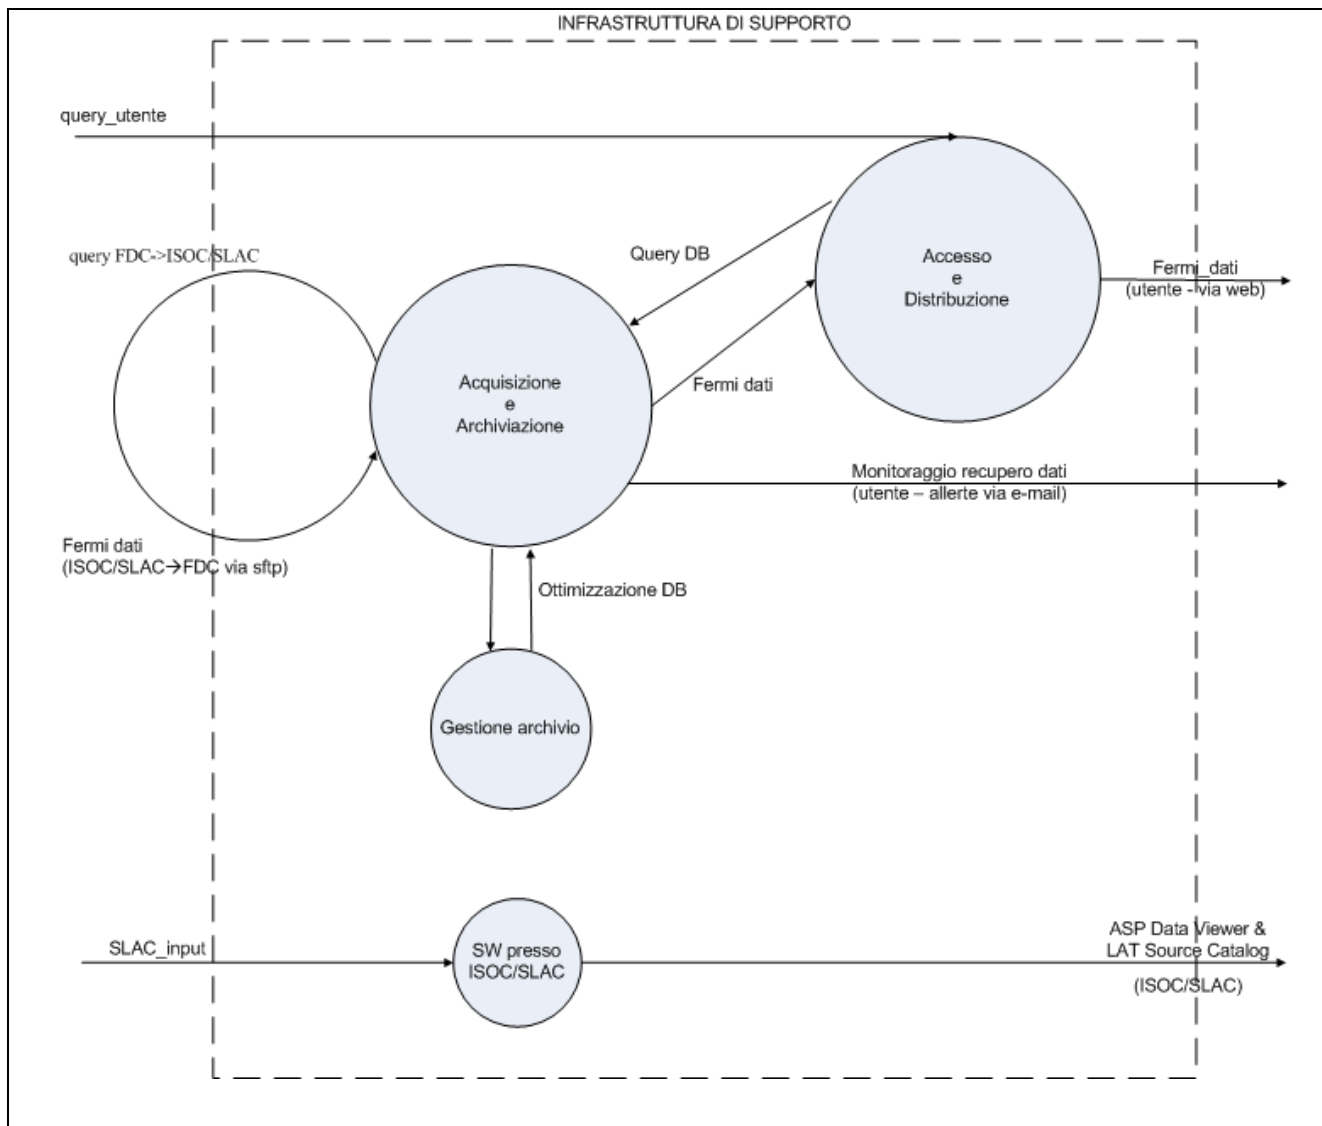 INFRASTRUTTURA DI SUPPORTO
query_utente
query FDC->ISOC/SLAC
Query DB
Accesso
e
Distribuzione
Fermi_dati
(utente - via web)
Acquisizione
e
Archiviazione
Fermi dati
Monitoraggio recupero dati
(utente – allerte via e-mail)
Fermi dati
(ISOC/SLAC→FDC via sftp)
Ottimizzazione DB
Gestione archivio
SLAC_input
SW presso
ISOC/SLAC
ASP Data Viewer &
LAT Source Catalog
(ISOC/SLAC)